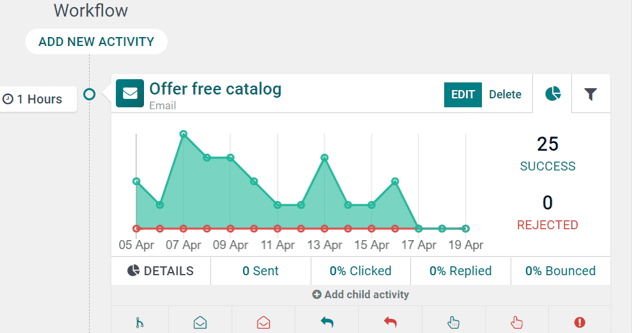 Workflow
ADD NEW ACTIVITY
1 Hours
Offer free catalog
Email
EDIT
Delete
25
SUCCESS
0
REJECTED
05 Apr 07 Apr 09 Apr 11 Apr 13 Apr 15 Apr 17 Apr 19 Apr
DETAILS 0 Sent 0% Clicked 0% Replied 0% Bounced
Add child activity